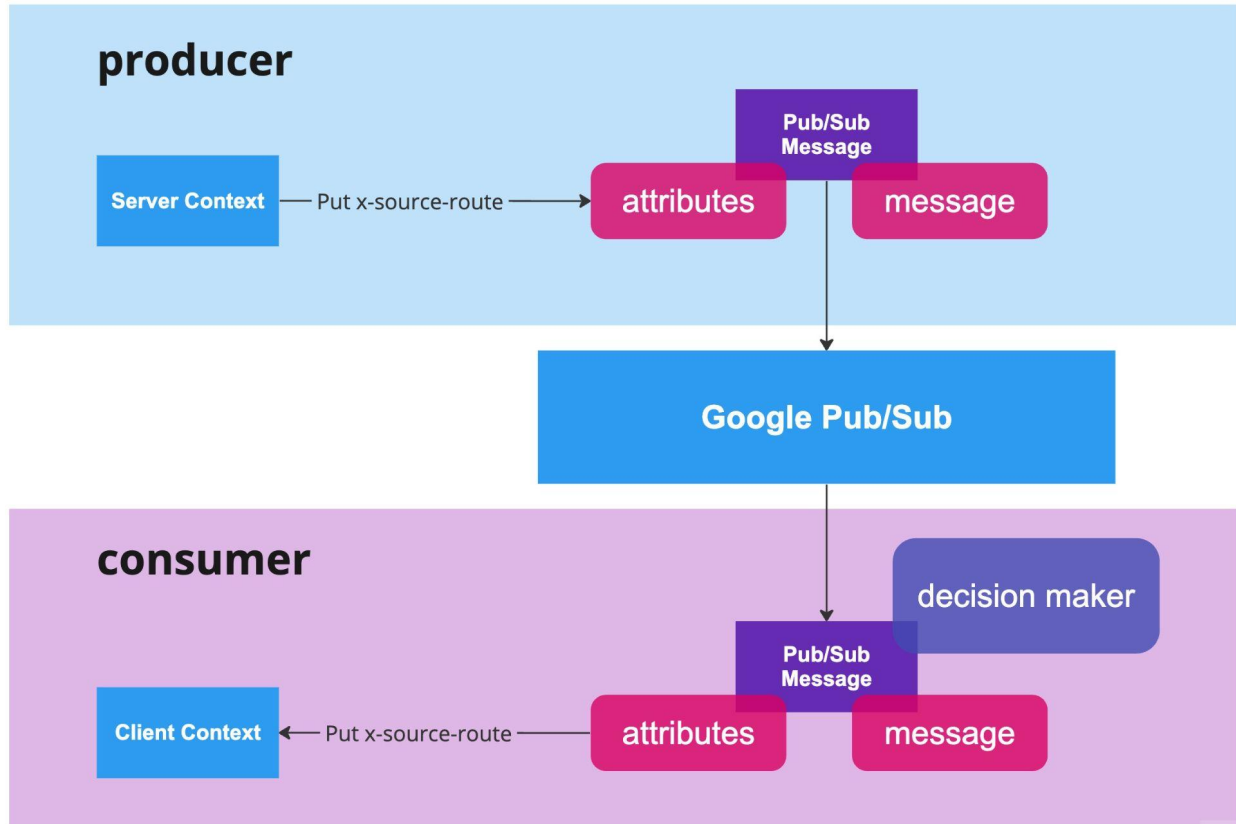 producer
Pub/Sub
Message
Server Context
Put x-source-route
attributes
message
Google Pub/Sub
consumer
decision maker
Pub/Sub
Message
Client Context
Put x-source-route
attributes
message